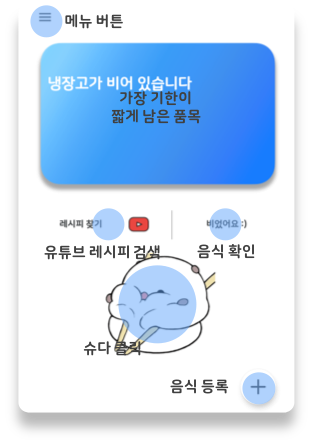 메뉴 버튼
냉장고가 비어 있습니다
가장 기한이
짧게 남은 품목
레시피 찾기
비었어요 :)
유튜브 레시피 검색
음식 확인
슈다 클릭
음식 등록